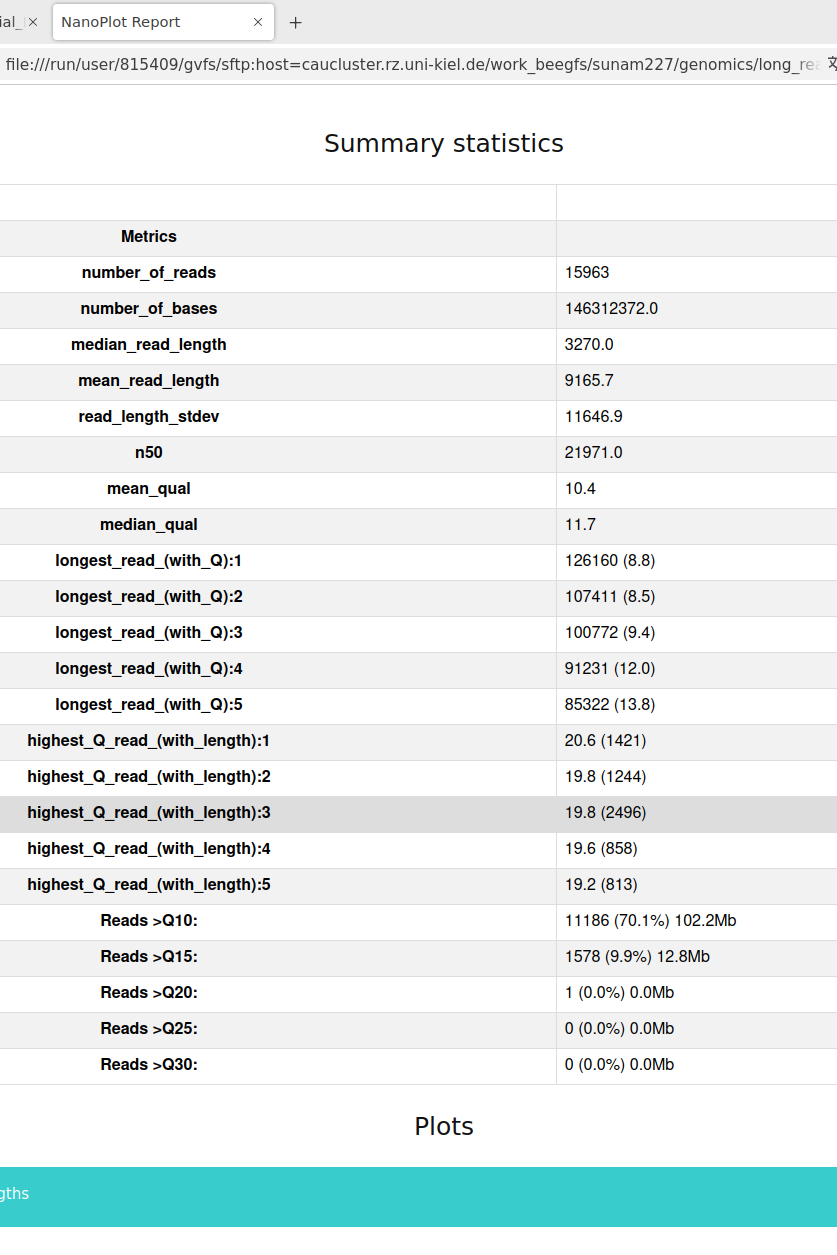 ial_
NanoPlot Report
file:///run/user/815409/gvfs/sftp:host=caucluster.rz.uni-kiel.de/work_beegfs/sunam227/genomics/long_rea
Summary statistics
Metrics
number_of_reads 15963
number_of_bases 146312372.0
median_read_length 3270.0
mean_read_length 9165.7
read_length_stdev 11646.9
n50 21971.0
mean_qual 10.4
median_qual 11.7
longest_read_(with_Q):1 126160 (8.8)
longest_read_(with_Q):2 107411 (8.5)
longest_read_(with_Q):3 100772 (9.4)
longest_read_(with_Q):4 91231 (12.0)
longest_read_(with_Q):5 85322 (13.8)
highest_Q_read_(with_length):1 20.6 (1421)
highest_Q_read_(with_length):2 19.8 (1244)
highest_Q_read_(with_length):3 19.8 (2496)
highest_Q_read_(with_length):4 19.6 (858)
highest_Q_read_(with_length):5 19.2 (813)
Reads >Q10: 11186 (70.1%) 102.2Mb
Reads >Q15: 1578 (9.9%) 12.8Mb
Reads >Q20: 1 (0.0%) 0.0Mb
Reads >Q25: 0 (0.0%) 0.0Mb
Reads >Q30: 0 (0.0%) 0.0Mb
Plots
gths